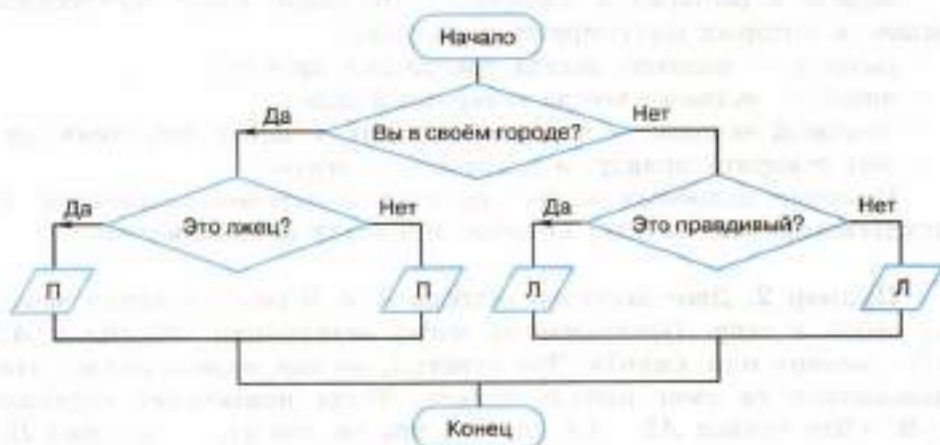 Начало
Да
Вы в своём городе?
Нет
Да
Это лжец?
Нет
Да
Это правдивый?
Нет
П
П
Л
Л
Конец